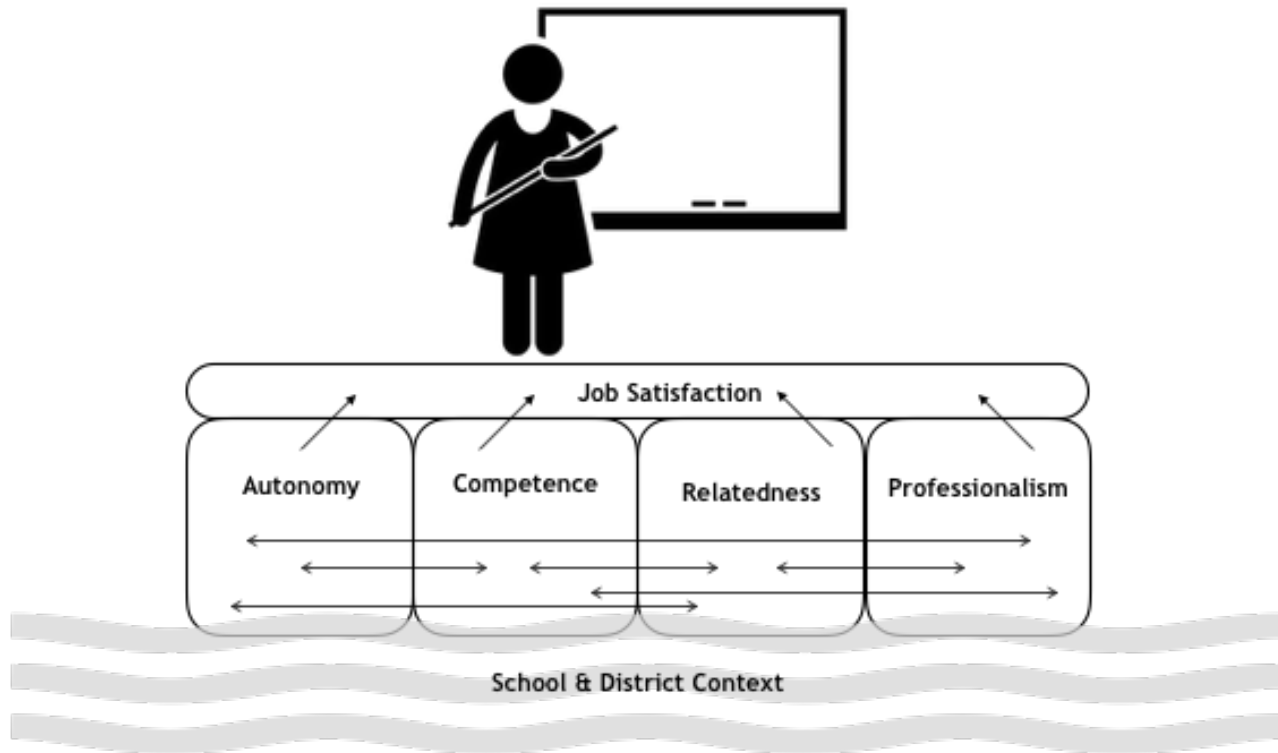 Job Satisfaction
Autonomy
Competence
Relatedness
Professionalism
School & District Context